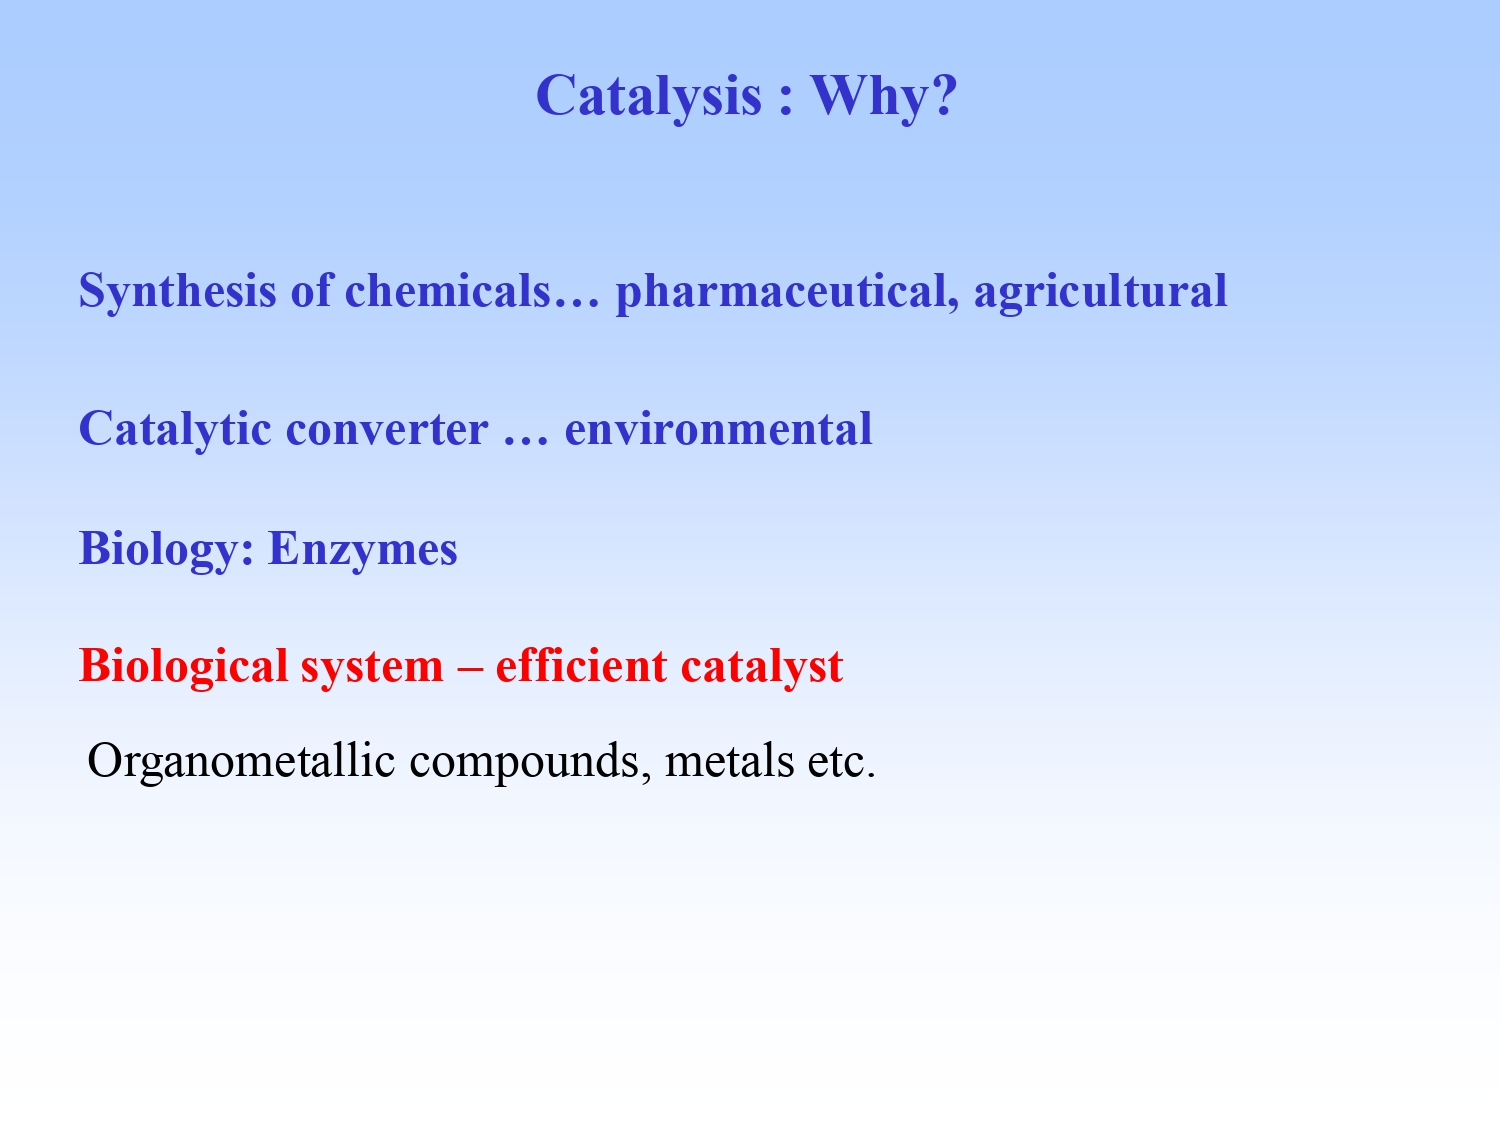 Catalysis : Why?
Synthesis of chemicals… pharmaceutical, agricultural
Catalytic converter … environmental
Biology: Enzymes
Biological system – efficient catalyst
Organometallic compounds, metals etc.